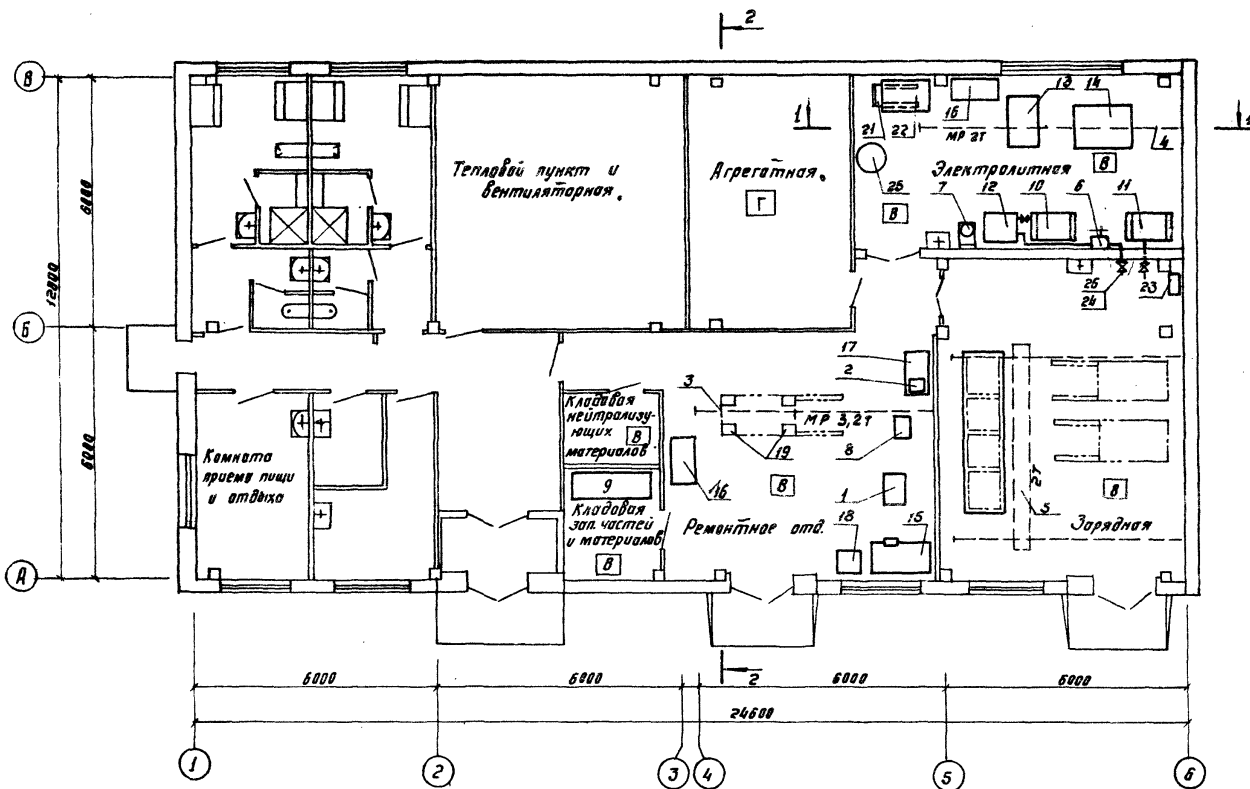 2
В
1
1
21
22
16
13
14
МР 2т
4
Тепловой пункт и
вентиляторная.
Агрегатная.
Г
Электролитная
В
25
В
7
12
10
6
11
6000
12000
25
24
23
Б
17
2
3
МР 3,2т
Кладовая
нейтрализу-
ющих
материалов
В
19
8
6000
Комната
приема пищи
и отдыха
16
В
1
2т
5
В
9
Кладовая
зап. частей
и материалов
В
Ремонтное отд.
18
15
Зарядная
А
2
6000
6000
6000
6000
24600
1
2
3
4
5
6